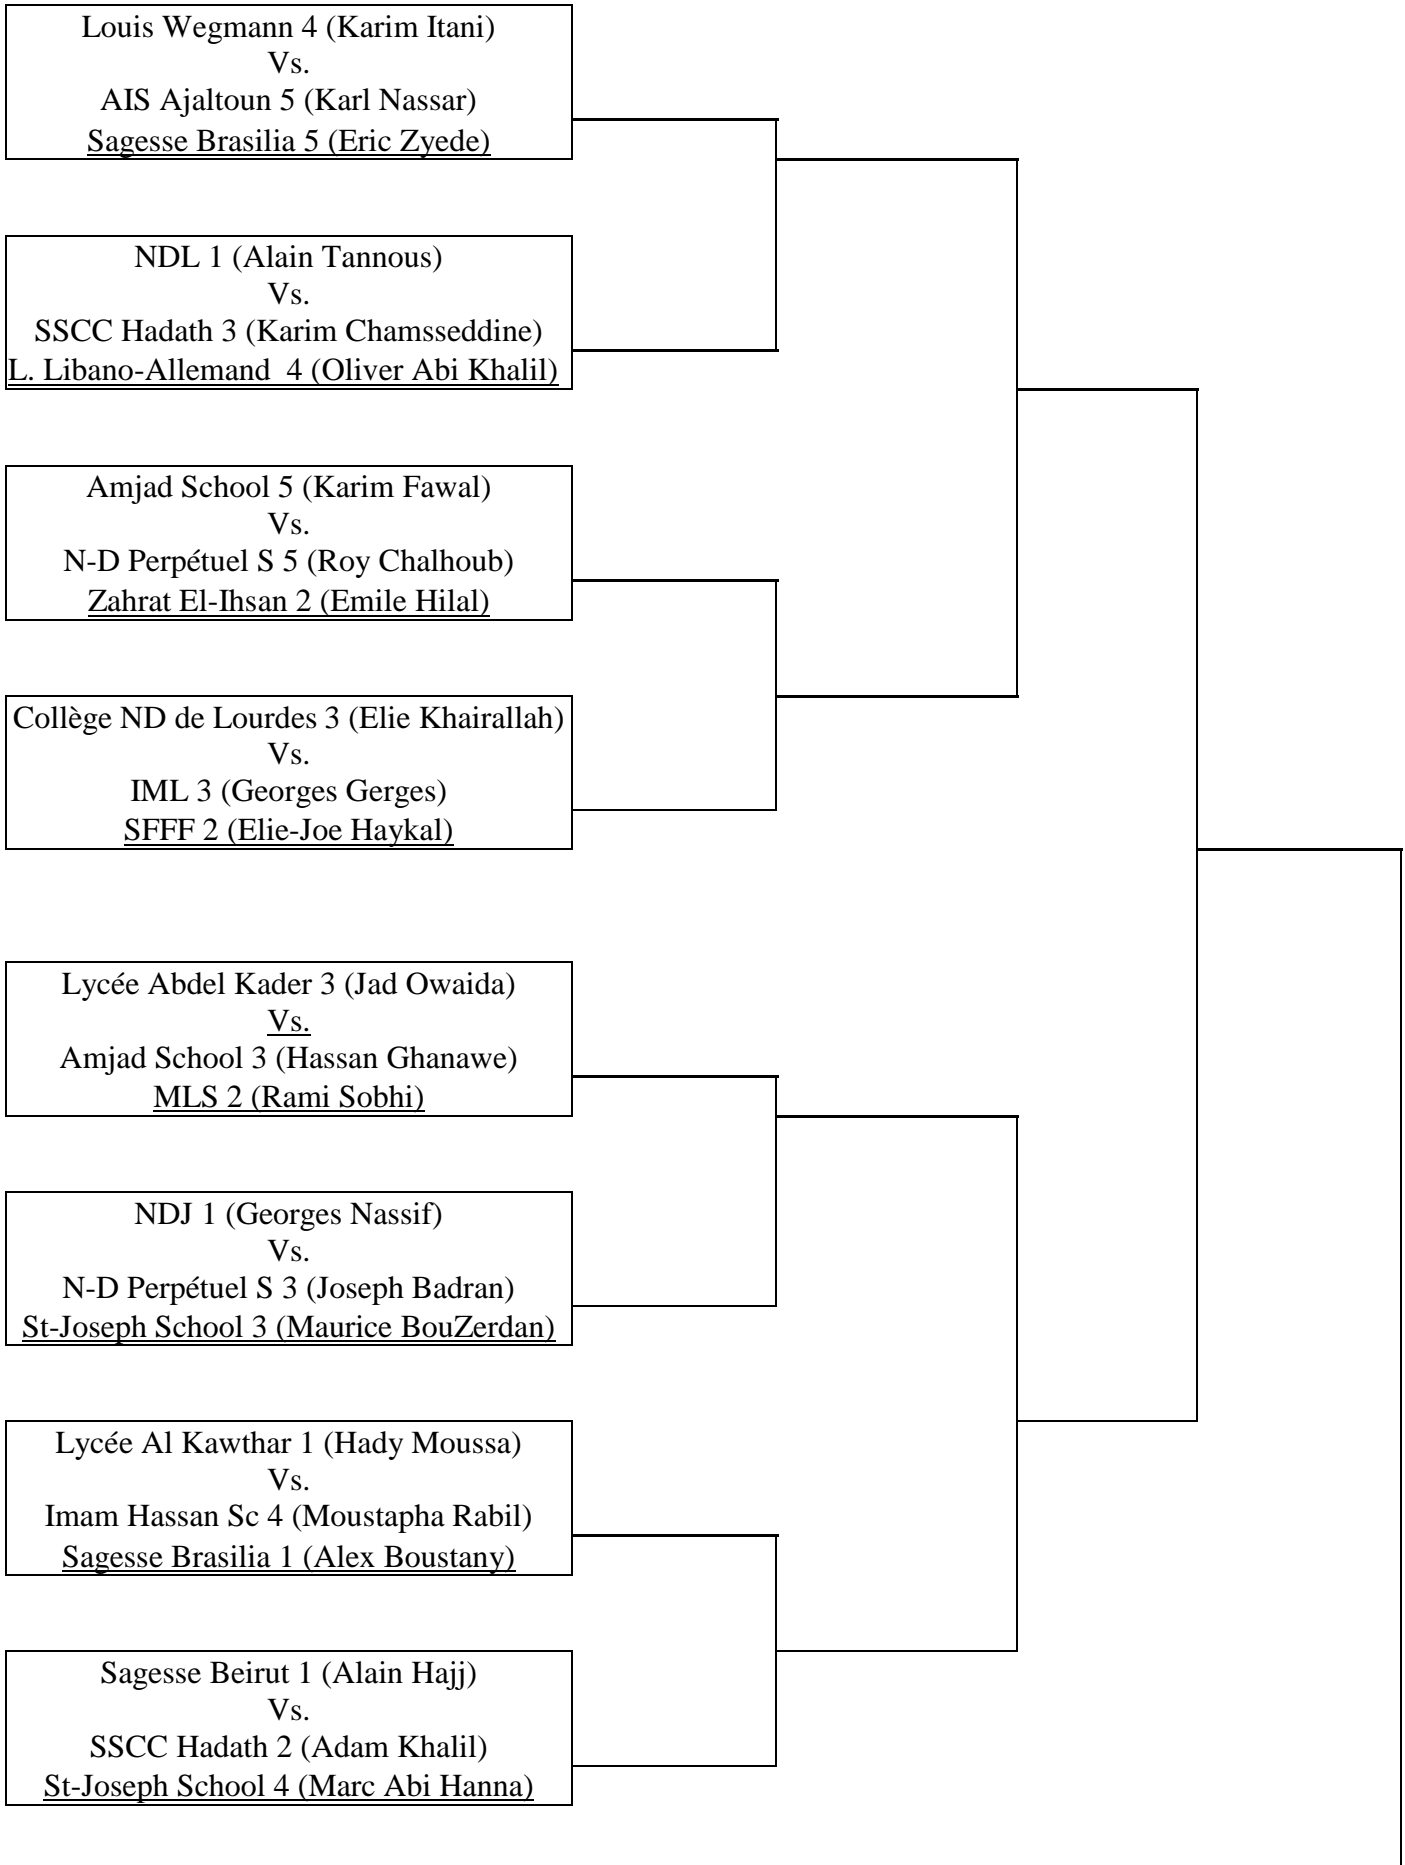 Louis Wegmann 4 (Karim Itani)
Vs.
AIS Ajaltoun 5 (Karl Nassar)
Sagesse Brasilia 5 (Eric Zyede)
NDL 1 (Alain Tannous)
Vs.
SSCC Hadath 3 (Karim Chamsseddine)
L. Libano-Allemand  4 (Oliver Abi Khalil)
Amjad School 5 (Karim Fawal)
Vs.
N-D Perpétuel S 5 (Roy Chalhoub)
Zahrat El-Ihsan 2 (Emile Hilal)
Collège ND de Lourdes 3 (Elie Khairallah)
Vs.
IML 3 (Georges Gerges)
SFFF 2 (Elie-Joe Haykal)
Lycée Abdel Kader 3 (Jad Owaida)
Vs.
Amjad School 3 (Hassan Ghanawe)
MLS 2 (Rami Sobhi)
NDJ 1 (Georges Nassif)
Vs.
N-D Perpétuel S 3 (Joseph Badran)
St-Joseph School 3 (Maurice BouZerdan)
Lycée Al Kawthar 1 (Hady Moussa)
Vs.
Imam Hassan Sc 4 (Moustapha Rabil)
Sagesse Brasilia 1 (Alex Boustany)
Sagesse Beirut 1 (Alain Hajj)
Vs.
SSCC Hadath 2 (Adam Khalil)
St-Joseph School 4 (Marc Abi Hanna)